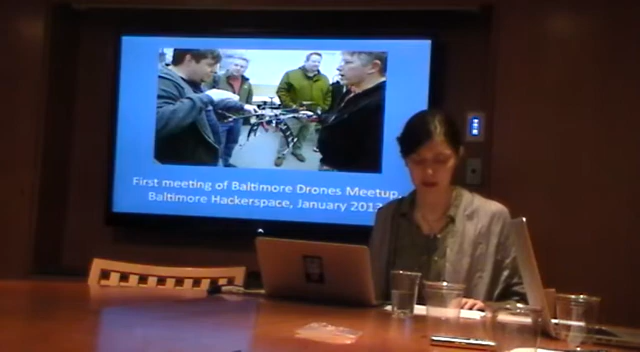 First meeting of Baltimore Drones Meetup,
Baltimore Hackerspace, January 2013